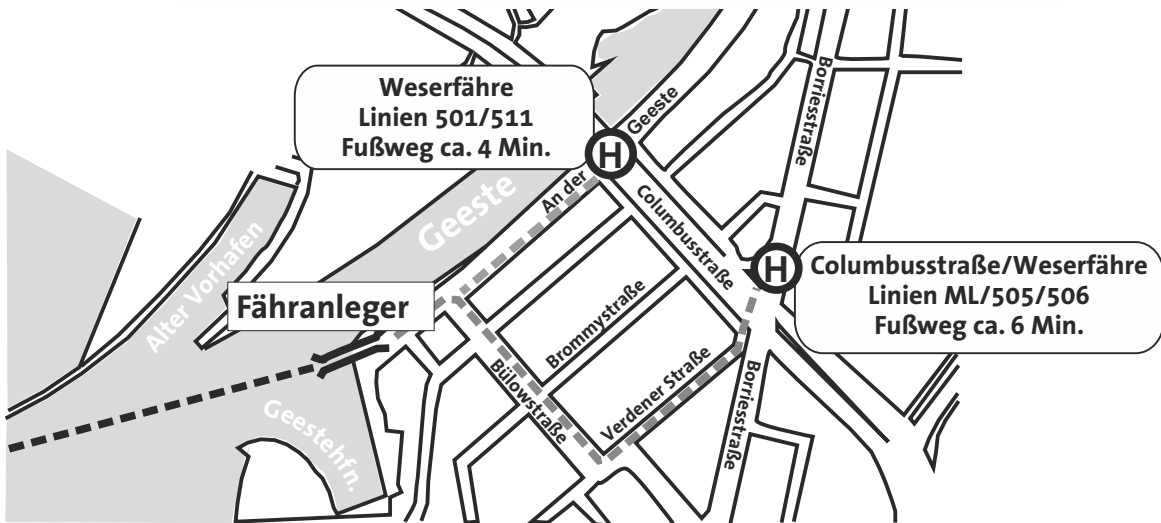 Weserfähre
Linien 501/511
Fußweg ca. 4 Min.
H
An der
Geeste
Borriesstraße
Geeste
Columbusstraße
Alter Vorhafen
H
Columbusstraße/Weserfähre
Linien ML/505/506
Fußweg ca. 6 Min.
Fähranleger
Brommystraße
Bülowstraße
Verdener Straße
Borriesstraße
Geestehfn.